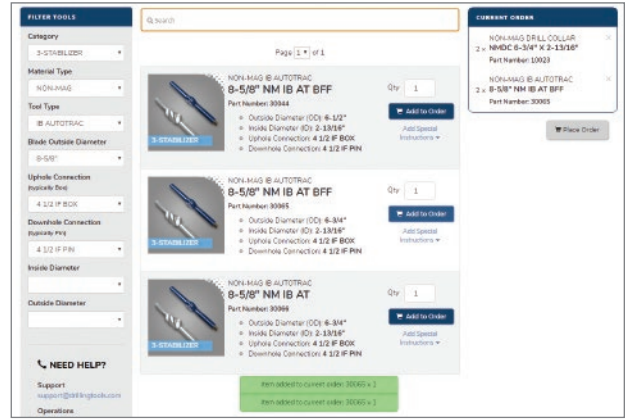 FILTER TOOLS
Category
3-STABILIZER
Material Type
NON-MAG
Tool Type
IB AUTOTRAC
Blade Outside Diameter
8-5/8"
Uphole Connection
(typically Box)
4 1/2 IF BOX
Downhole Connection
(typically Pin)
4 1/2 IF PIN
Inside Diameter
Outside Diameter
NEED HELP?
Support
support@drillingtools.com
Operations
Search
Page 1 of 1
3-STABILIZER
NON-MAG IB AUTOTRAC
8-5/8" NM IB AT BFF
Part Number: 30044
Outside Diameter (OD): 6-1/2"
Inside Diameter (ID): 2-13/16"
Uphole Connection: 4 1/2 IF BOX
Downhole Connection: 4 1/2 IF PIN
Qty 1
Add to Order
Add Special
Instructions
3-STABILIZER
NON-MAG IB AUTOTRAC
8-5/8" NM IB AT BFF
Part Number: 30065
Outside Diameter (OD): 6-3/4"
Inside Diameter (ID): 2-13/16"
Uphole Connection: 4 1/2 IF BOX
Downhole Connection: 4 1/2 IF PIN
Qty 1
Add to Order
Add Special
Instructions
3-STABILIZER
NON-MAG IB AUTOTRAC
8-5/8" NM IB AT
Part Number: 30066
Outside Diameter (OD): 6-3/4"
Inside Diameter (ID): 2-13/16"
Uphole Connection: 4 1/2 IF BOX
Downhole Connection: 4 1/2 IF PIN
Qty 1
Add to Order
Add Special
Instructions
item added to current order: 30065 x 1
item added to current order: 30065 x 1
CURRENT ORDER
NON-MAG DRILL COLLAR
2 x NMDC 6-3/4" X 2-13/16"
Part Number: 10023
NON-MAG IB AUTOTRAC
2 x 8-5/8" NM IB AT BFF
Part Number: 30065
Place Order